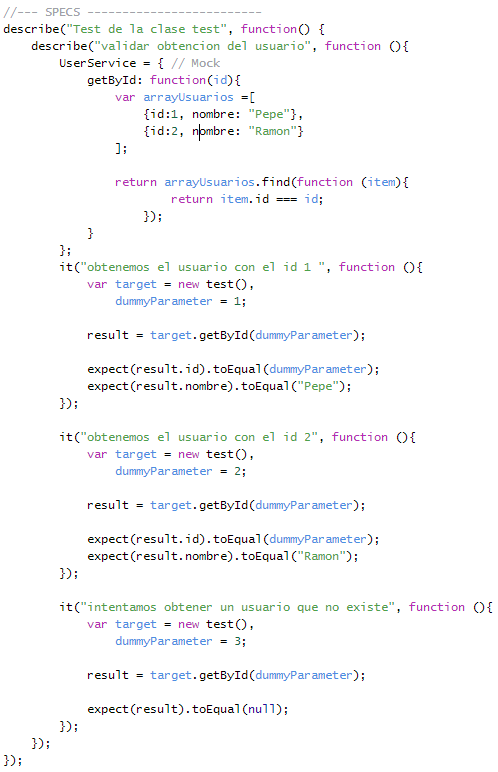 //--- SPECS -------------------------
describe("Test de la clase test", function() {
describe("validar obtencion del usuario", function (){
UserService = { // Mock
getById: function(id){
var arrayUsuarios =[
{id:1, nombre: "Pepe"},
{id:2, nombre: "Ramon"}
];
return arrayUsuarios.find(function (item){
return item.id === id;
});
}
};
it("obtenemos el usuario con el id 1 ", function (){
var target = new test(),
dummyParameter = 1;
result = target.getById(dummyParameter);
expect(result.id).toEqual(dummyParameter);
expect(result.nombre).toEqual("Pepe");
});
it("obtenemos el usuario con el id 2", function (){
var target = new test(),
dummyParameter = 2;
result = target.getById(dummyParameter);
expect(result.id).toEqual(dummyParameter);
expect(result.nombre).toEqual("Ramon");
});
it("intentamos obtener un usuario que no existe", function (){
var target = new test(),
dummyParameter = 3;
result = target.getById(dummyParameter);
expect(result).toEqual(null);
});
});
});